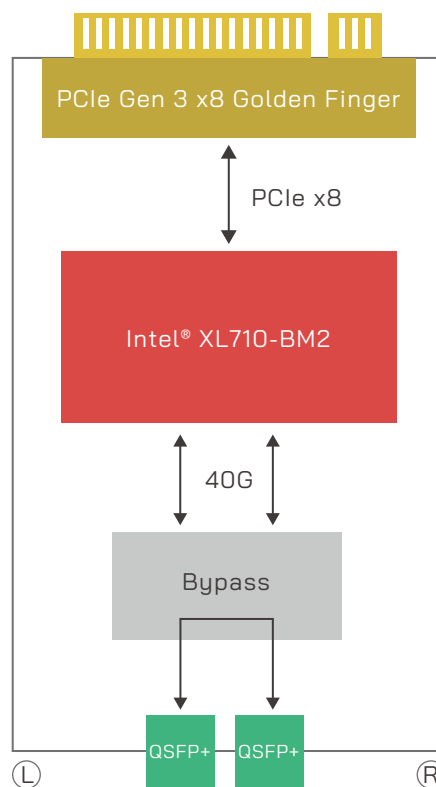 PCIe Gen 3 x8 Golden Finger
PCIe x8
Intel® XL710-BM2
40G
Bypass
QSFP+ QSFP+
L R